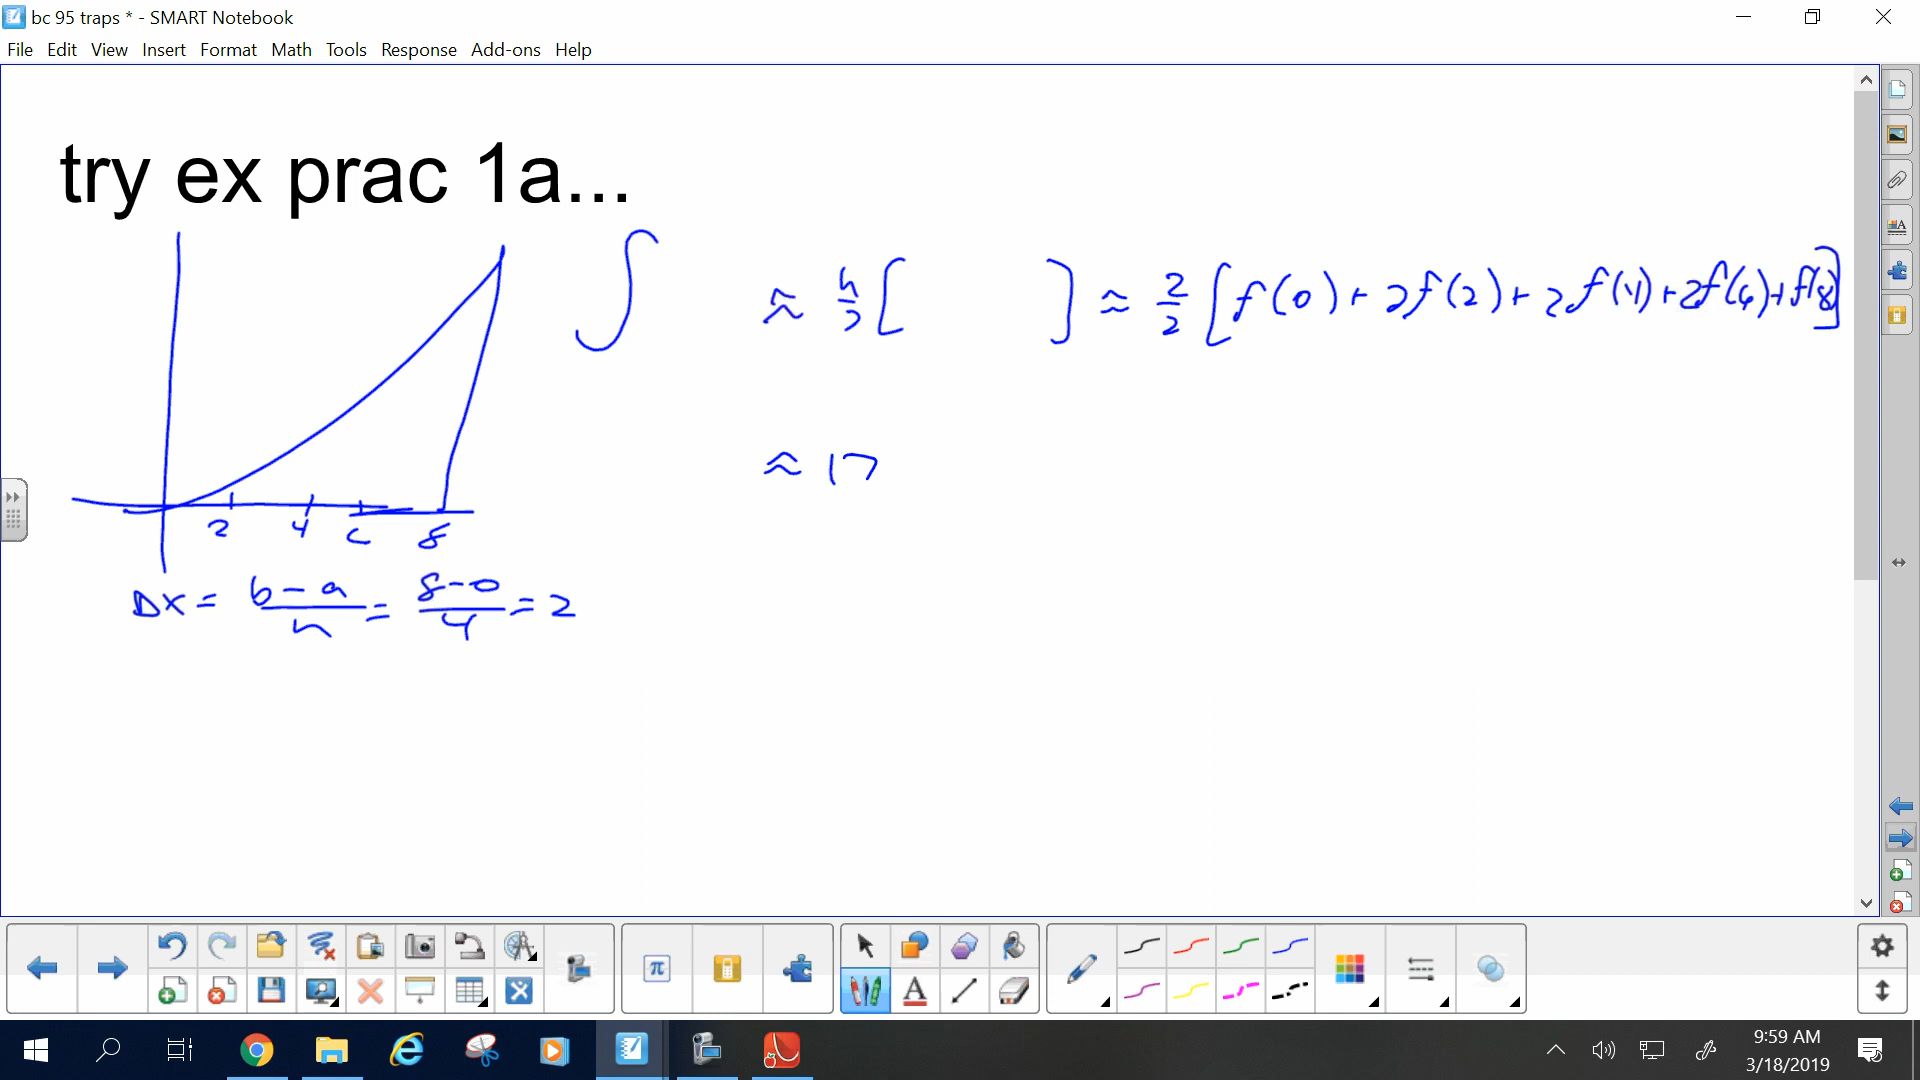 bc 95 traps * - SMART Notebook
File Edit View Insert Format Math Tools Response Add-ons Help
try ex prac 1a...
∫ ≈ h/2 [ ] ≈ 2/2 [f(0) + 2f(2) + 2f(4) + 2f(6) + f(8)]
≈ 17
2 4 6 8
Δx = b-a/n = 8-0/4 = 2
π
A
9:59 AM
3/18/2019